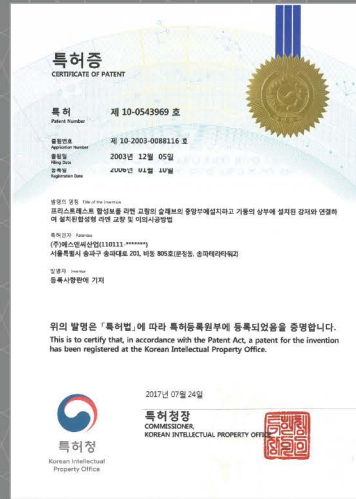 특허증
CERTIFICATE OF PATENT
특허 제 10-0543969 호
Patent Number
출원번호 제 10-2003-0088116 호
Application Number
출원일 2003년 12월 05일
Filing Date
등록일 2006년 01월 10일
Registration Date
발명의 명칭 Title of the Invention
프리스트레스트 합성보를 라멘 교량의 슬래브의 중앙부에설치하고 기둥의 상부에 설치된 강재와 연결하
여 설치된합성형 라멘 교량 및 이의시공방법
특허권자 Patentee
(주)에스앤씨산업(110111-*******)
서울특별시 송파구 송파대로 201, 비동 805호(문정동, 송파테라타워2)
발명자 Inventor
등록사항란에 기재
위의 발명은 「특허법」에 따라 특허등록원부에 등록되었음을 증명합니다.
This is to certify that, in accordance with the Patent Act, a patent for the invention
has been registered at the Korean Intellectual Property Office.
2017년 07월 24일
특허청장
COMMISSIONER,
KOREAN INTELLECTUAL PROPERTY OFFICE
특허청
Korean Intellectual
Property Office